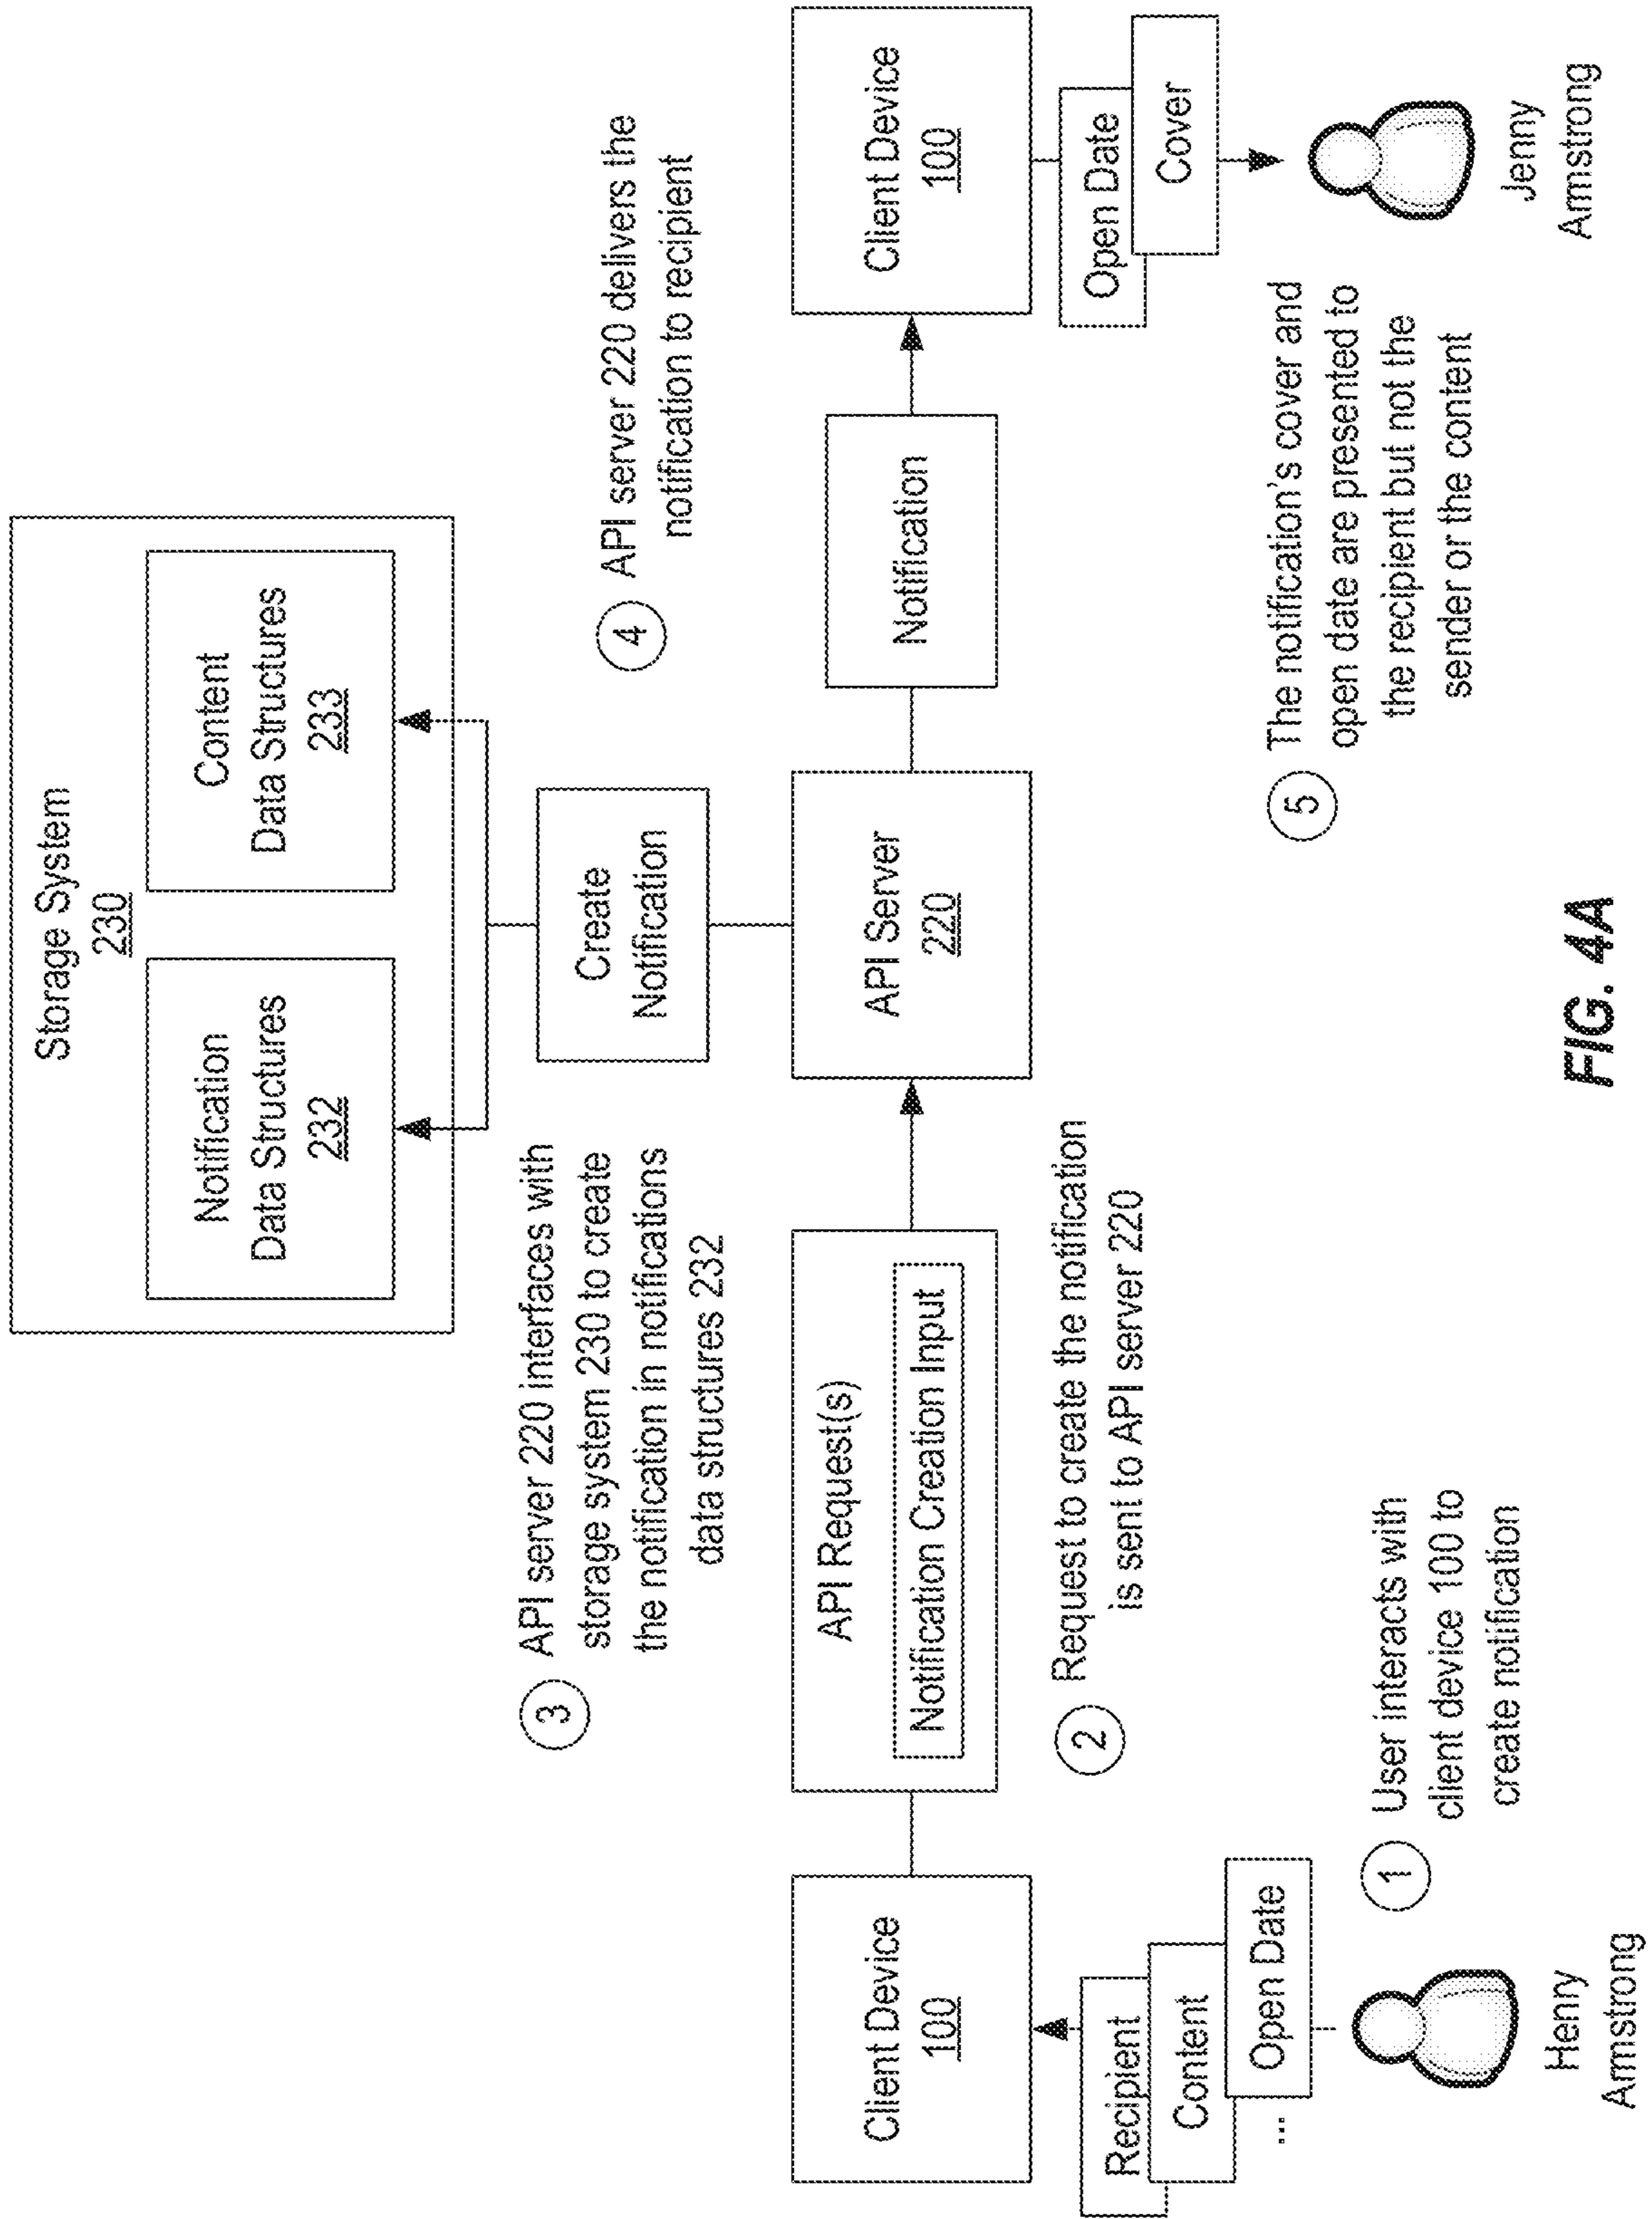 Storage System
230
Notification
Data Structures
232
Content
Data Structures
233
3
API server 220 interfaces with
storage system 230 to create
the notification in notifications
data structures 232
Create
Notification
4
API server 220 delivers the
notification to recipient
Client Device
100
API Request(s)
Notification Creation Input
API Server
220
Notification
Client Device
100
Recipient
Content
Open Date
...
2
Request to create the notification
is sent to API server 220
Open Date
Cover
1
User interacts with
client device 100 to
create notification
5
The notification's cover and
open date are presented to
the recipient but not the
sender or the content
Henry
Armstrong
Jenny
Armstrong
FIG. 4A